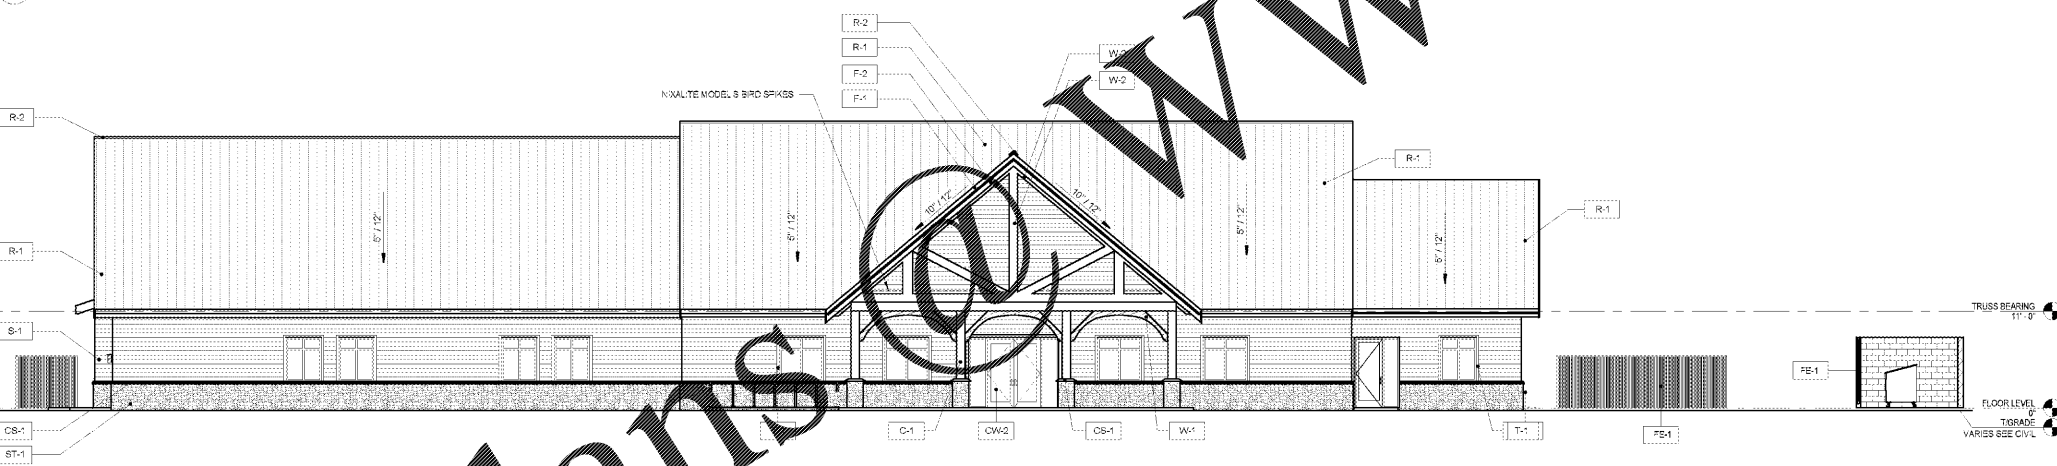 R-2
R-1
F-2
F-1
W-2
W-2
NIXALITE MODEL S BIRD SPIKES
R-2
R-1
R-1
10" / 12"
10" / 12"
5" / 12"
5" / 12"
5" / 12"
5" / 12"
R-1
TRUSS BEARING
11' - 0"
S-1
FE-1
FLOOR LEVEL
0"
T/GRADE
VARIES SEE CIVIL
CS-1
C-1
CW-2
CS-1
W-1
T-1
FE-1
ST-1
ans @ ww